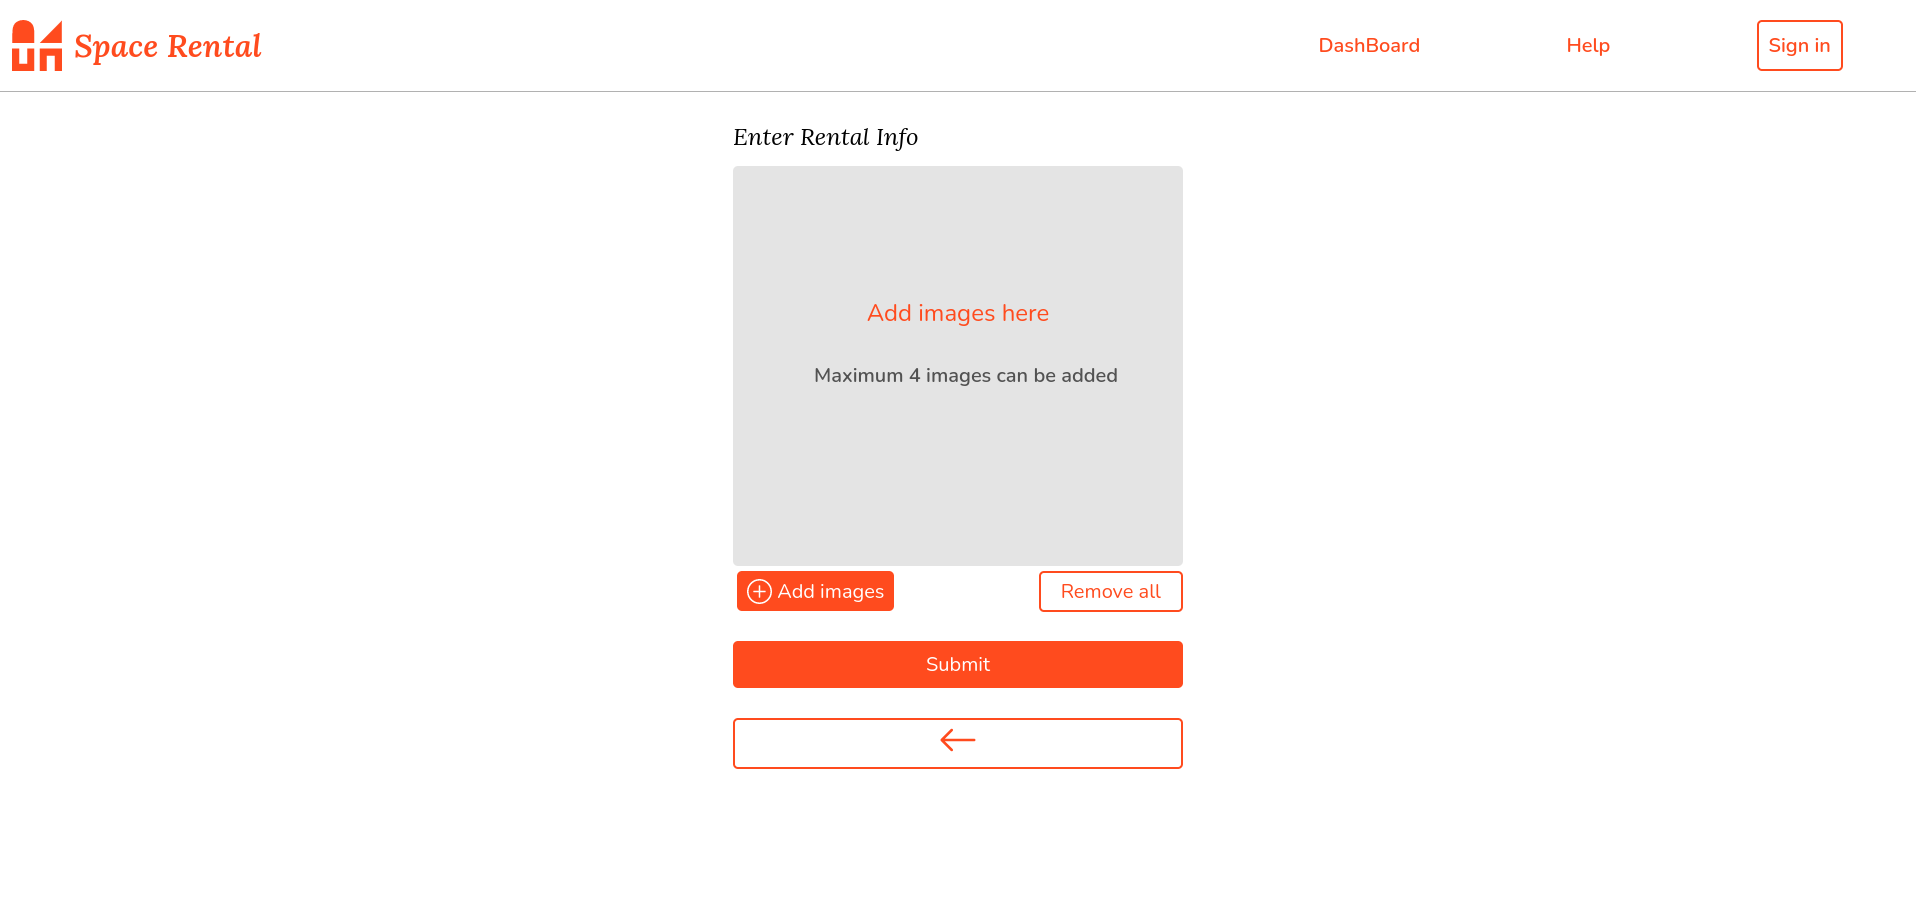 Space Rental
DashBoard
Help
Sign in
Enter Rental Info
Add images here
Maximum 4 images can be added
Add images
Remove all
Submit